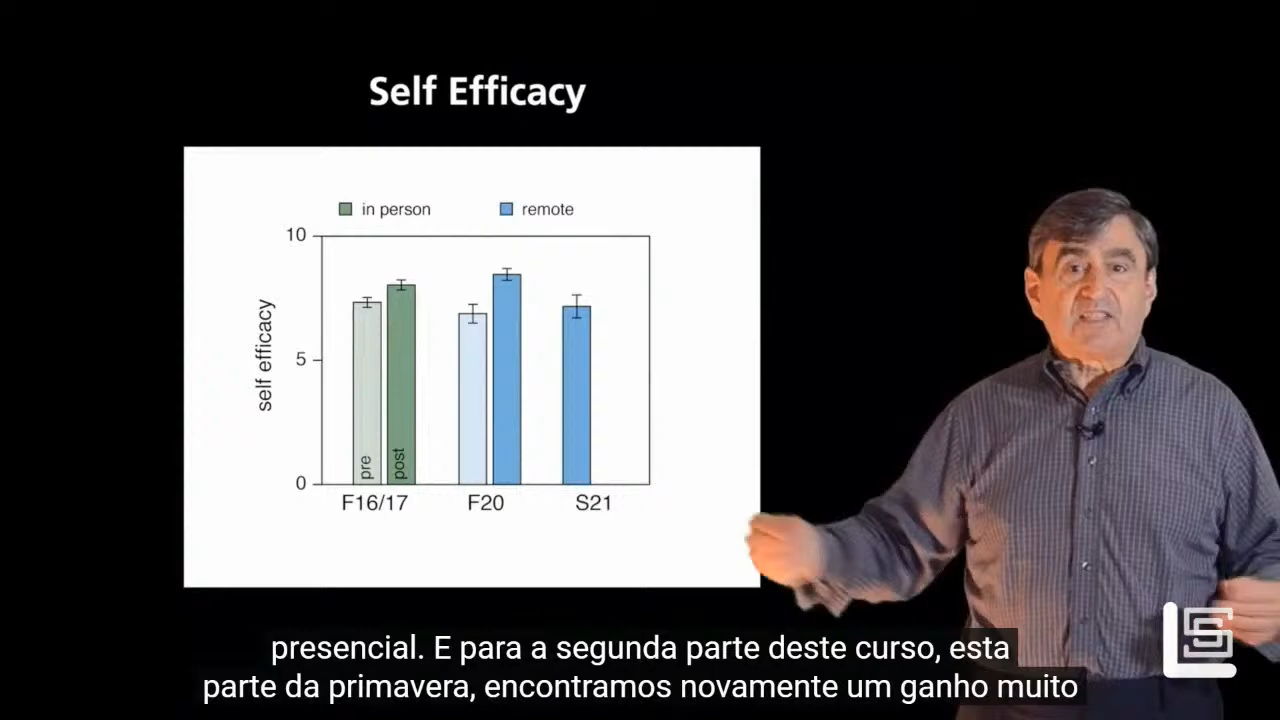 Self Efficacy
in person
remote
10
5
0
self efficacy
pre
post
F16/17
F20
S21
presencial. E para a segunda parte deste curso, esta
parte da primavera, encontramos novamente um ganho muito